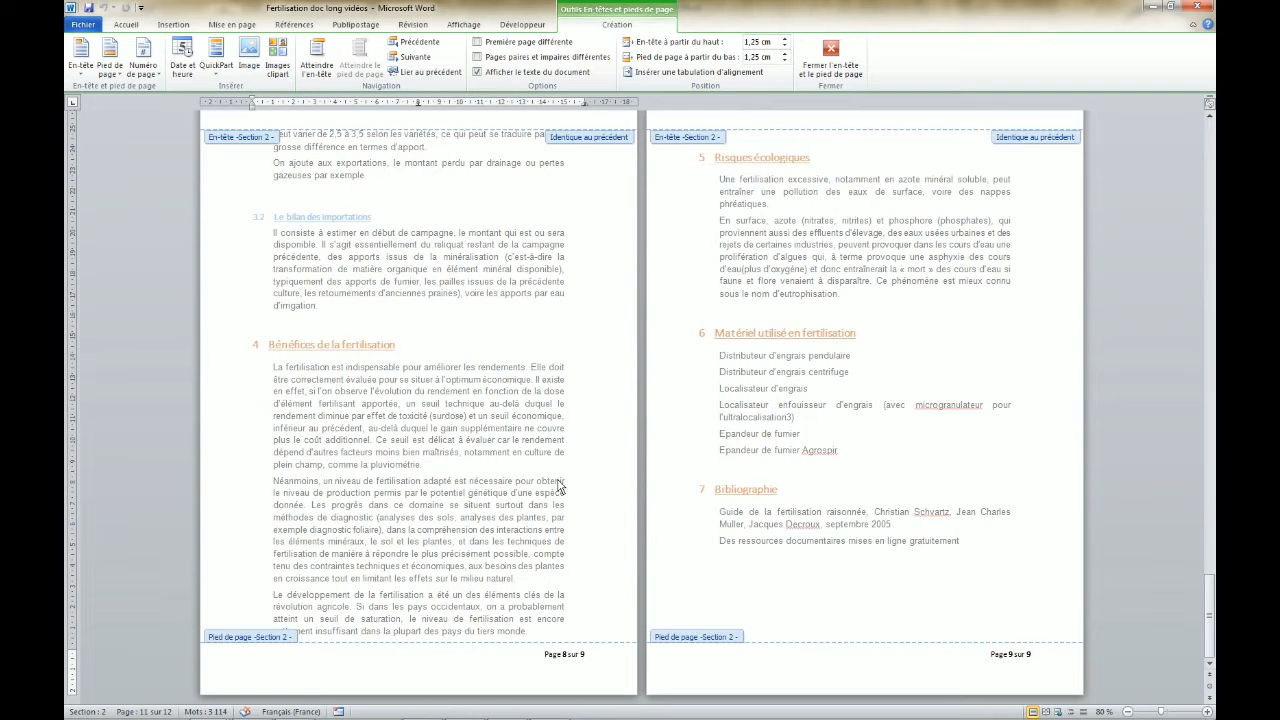 Fertilisation doc long vidéos - Microsoft Word
Outils En-têtes et pieds de page
Fichier Accueil Insertion Mise en page Références Publipostage Révision Affichage Développeur Création
Précédente
Suivante
Lier au précédent
Première page différente
Pages paires et impaires différentes
Afficher le texte du document
En-tête à partir du haut : 1,25 cm
Pied de page à partir du bas : 1,25 cm
Insérer une tabulation d'alignement
En-tête Pied de page Numéro de page Date et heure QuickPart Image Images clipart Atteindre l'en-tête Atteindre le pied de page Fermer l'en-tête et le pied de page
En-tête et pied de page Insérer Navigation Options Position Fermer
En-tête -Section 2 - Identique au précédent
peut varier de 2,5 à 3,5 selon les variétés, ce qui peut se traduire
grosse différence en termes d'apport.
On ajoute aux exportations, le montant perdu par drainage ou pertes
gazeuses par exemple.
3.2 Le bilan des importations
Il consiste à estimer en début de campagne, le montant qui est ou sera
disponible. Il s'agit essentiellement du reliquat restant de la campagne
précédente, des apports issus de la minéralisation (c'est-à-dire la
transformation de matière organique en élément minéral disponible),
typiquement des apports de fumier, les pailles issues de la précédente
culture, les retournements d'anciennes prairies), voire les apports par eau
d'irrigation.
4 Bénéfices de la fertilisation
La fertilisation est indispensable pour améliorer les rendements. Elle doit
être correctement évaluée pour se situer à l'optimum économique. Il existe
en effet, si l'on observe l'évolution du rendement en fonction de la dose
d'élément fertilisant apportée, un seuil technique au-delà duquel le
rendement diminue par effet de toxicité (surdose) et un seuil économique,
inférieur au précédent, au-delà duquel le gain supplémentaire ne couvre
plus le coût additionnel. Ce seuil est délicat à évaluer car le rendement
dépend d'autres facteurs moins bien maîtrisés, notamment en culture de
plein champ, comme la pluviométrie.
Néanmoins, un niveau de fertilisation adapté est nécessaire pour obtenir
le niveau de production permis par le potentiel génétique d'une espèce
donnée. Les progrès dans ce domaine se situent surtout dans les
méthodes de diagnostic (analyses des sols, analyses des plantes, par
exemple diagnostic foliaire), dans la compréhension des interactions entre
les éléments minéraux, le sol et les plantes, et dans les techniques de
fertilisation de manière à répondre le plus précisément possible, compte
tenu des contraintes techniques et économiques, aux besoins des plantes
en croissance tout en limitant les effets sur le milieu naturel.
Le développement de la fertilisation a été un des éléments clés de la
révolution agricole. Si dans les pays occidentaux, on a probablement
atteint un seuil de saturation, le niveau de fertilisation est encore
insuffisant dans la plupart des pays du tiers monde.
Pied de page -Section 2 -
Page 8 sur 9
En-tête -Section 2 - Identique au précédent
5 Risques écologiques
Une fertilisation excessive, notamment en azote minéral soluble, peut
entraîner une pollution des eaux de surface, voire des nappes
phréatiques.
En surface, azote (nitrates, nitrites) et phosphore (phosphates), qui
proviennent aussi des effluents d'élevage, des eaux usées urbaines et des
rejets de certaines industries, peuvent provoquer dans les cours d'eau une
prolifération d'algues qui, à terme provoque une asphyxie des cours
d'eau(plus d'oxygène) et donc entraînerait la « mort » des cours d'eau si
faune et flore venaient à disparaître. Ce phénomène est mieux connu
sous le nom d'eutrophisation.
6 Matériel utilisé en fertilisation
Distributeur d'engrais pendulaire
Distributeur d'engrais centrifuge
Localisateur d'engrais
Localisateur enfouisseur d'engrais (avec microgranulateur pour
l'ultralocalisation3)
Epandeur de fumier
Epandeur de fumier Agrospir
7 Bibliographie
Guide de la fertilisation raisonnée, Christian Schvartz, Jean Charles
Muller, Jacques Decroux, septembre 2005
Des ressources documentaires mises en ligne gratuitement
Pied de page -Section 2 -
Page 9 sur 9
Section : 2 Page : 11 sur 12 Mots : 3 114 Français (France) 80 %